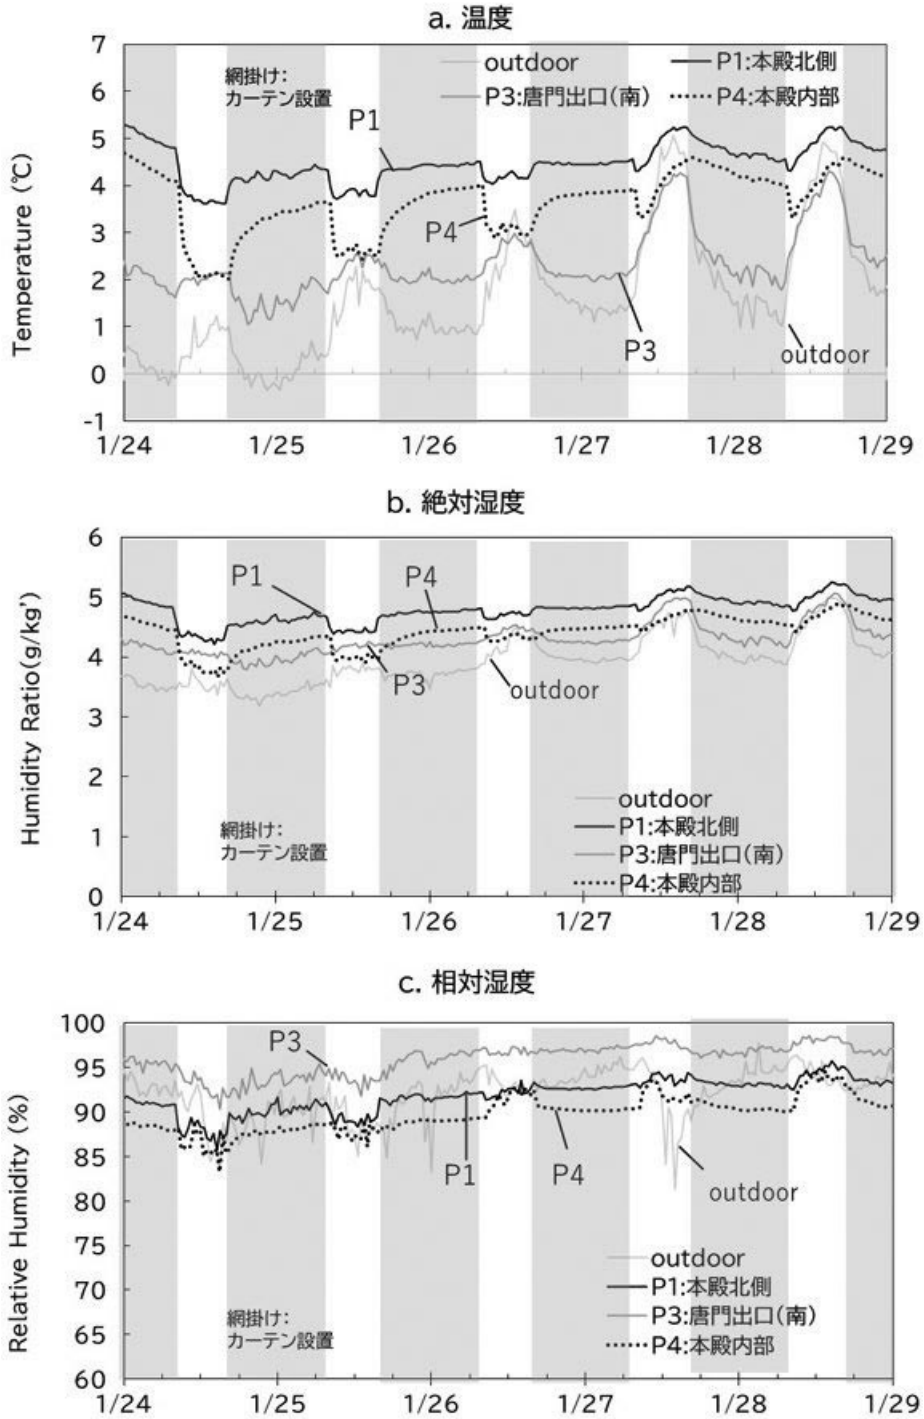 a. 温度
7
6
5
4
3
2
1
0
-1
Temperature (℃)
網掛け:
カーテン設置
outdoor
P1:本殿北側
P3:唐門出口(南)
P4:本殿内部
P1
P4
P3
outdoor
1/24 1/25 1/26 1/27 1/28 1/29
b. 絶対湿度
6
5
4
3
2
1
0
Humidity Ratio(g/kg')
P1
P4
P3
outdoor
網掛け:
カーテン設置
outdoor
P1:本殿北側
P3:唐門出口(南)
P4:本殿内部
1/24 1/25 1/26 1/27 1/28 1/29
c. 相対湿度
100
95
90
85
80
75
70
65
60
Relative Humidity (%)
P3
P1
P4
outdoor
網掛け:
カーテン設置
outdoor
P1:本殿北側
P3:唐門出口(南)
P4:本殿内部
1/24 1/25 1/26 1/27 1/28 1/29